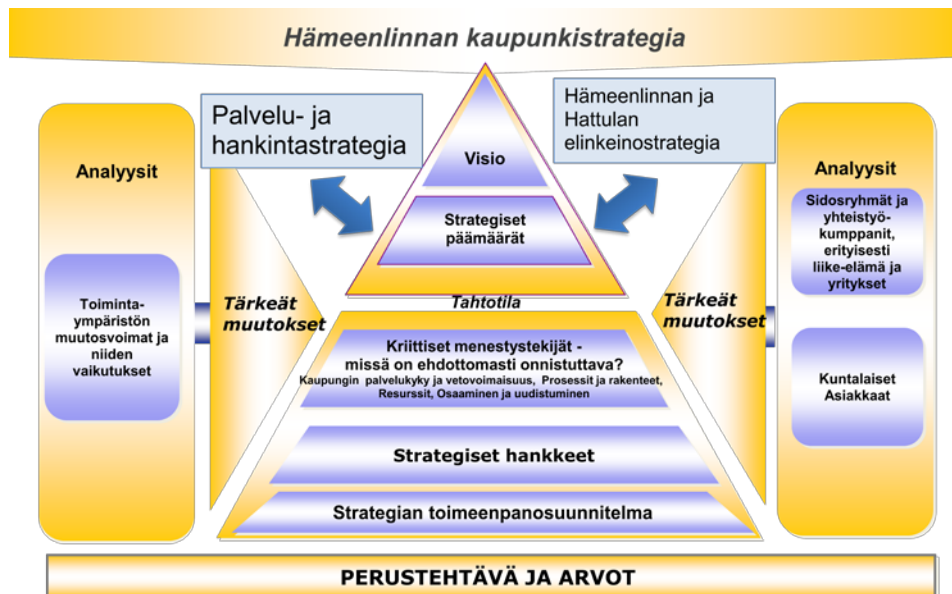 Hämeenlinnan kaupunkistrategia
Palvelu- ja
hankintastrategia
Hämeenlinnan ja
Hattulan
elinkeinostrategia
Analyysit
Toiminta-
ympäristön
muutosvoimat ja
niiden
vaikutukset
Tärkeät
muutokset
Visio
Strategiset
päämäärät
Tahtotila
Kriittiset menestystekijät -
missä on ehdottomasti onnistuttava?
Kaupungin palvelukyky ja vetovoimaisuus, Prosessit ja rakenteet,
Resurssit, Osaaminen ja uudistuminen
Strategiset hankkeet
Strategian toimeenpanosuunnitelma
Tärkeät
muutokset
Analyysit
Sidosryhmät ja
yhteistyö-
kumppanit,
erityisesti
liike-elämä ja
yritykset
Kuntalaiset
Asiakkaat
PERUSTEHTÄVÄ JA ARVOT